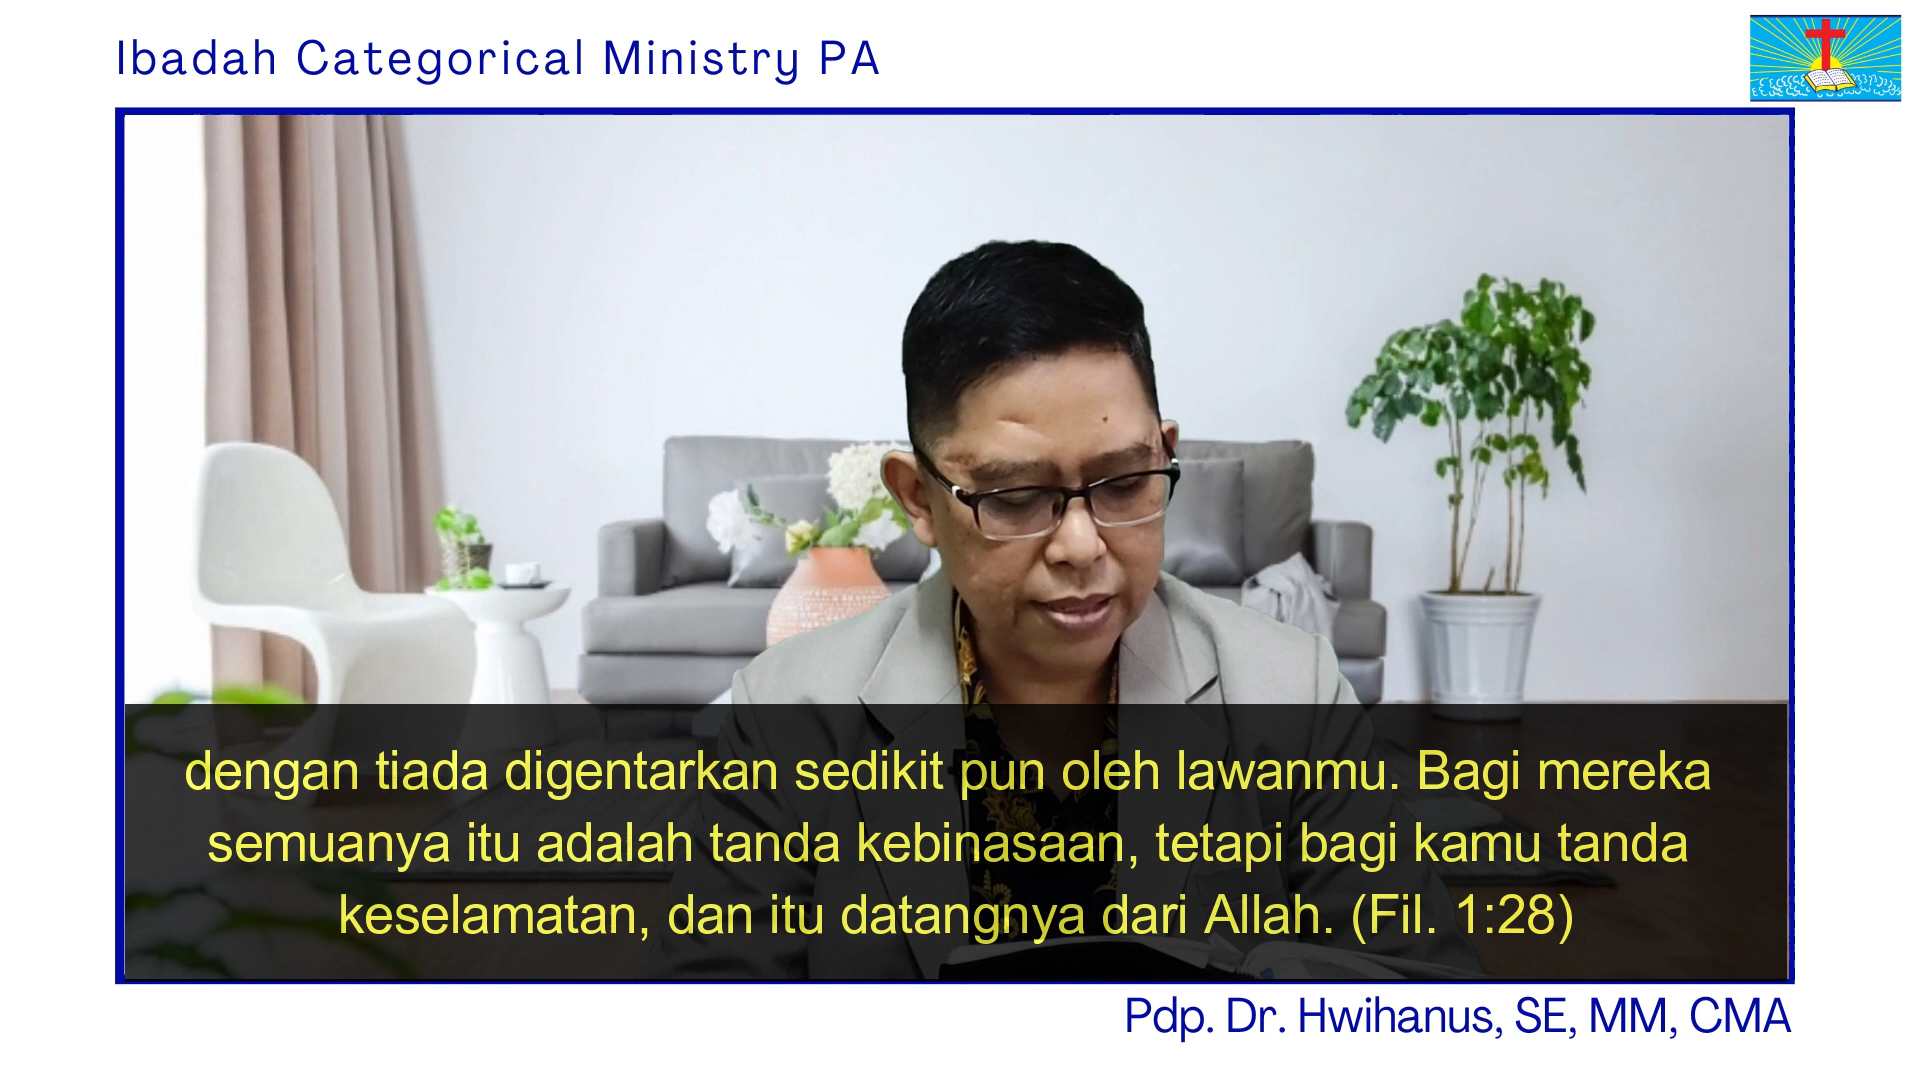 Ibadah Categorical Ministry PA
dengan tiada digentarkan sedikit pun oleh lawanmu. Bagi mereka
semuanya itu adalah tanda kebinasaan, tetapi bagi kamu tanda
keselamatan, dan itu datangnya dari Allah. (Fil. 1:28)
Pdp. Dr. Hwihanus, SE, MM, CMA